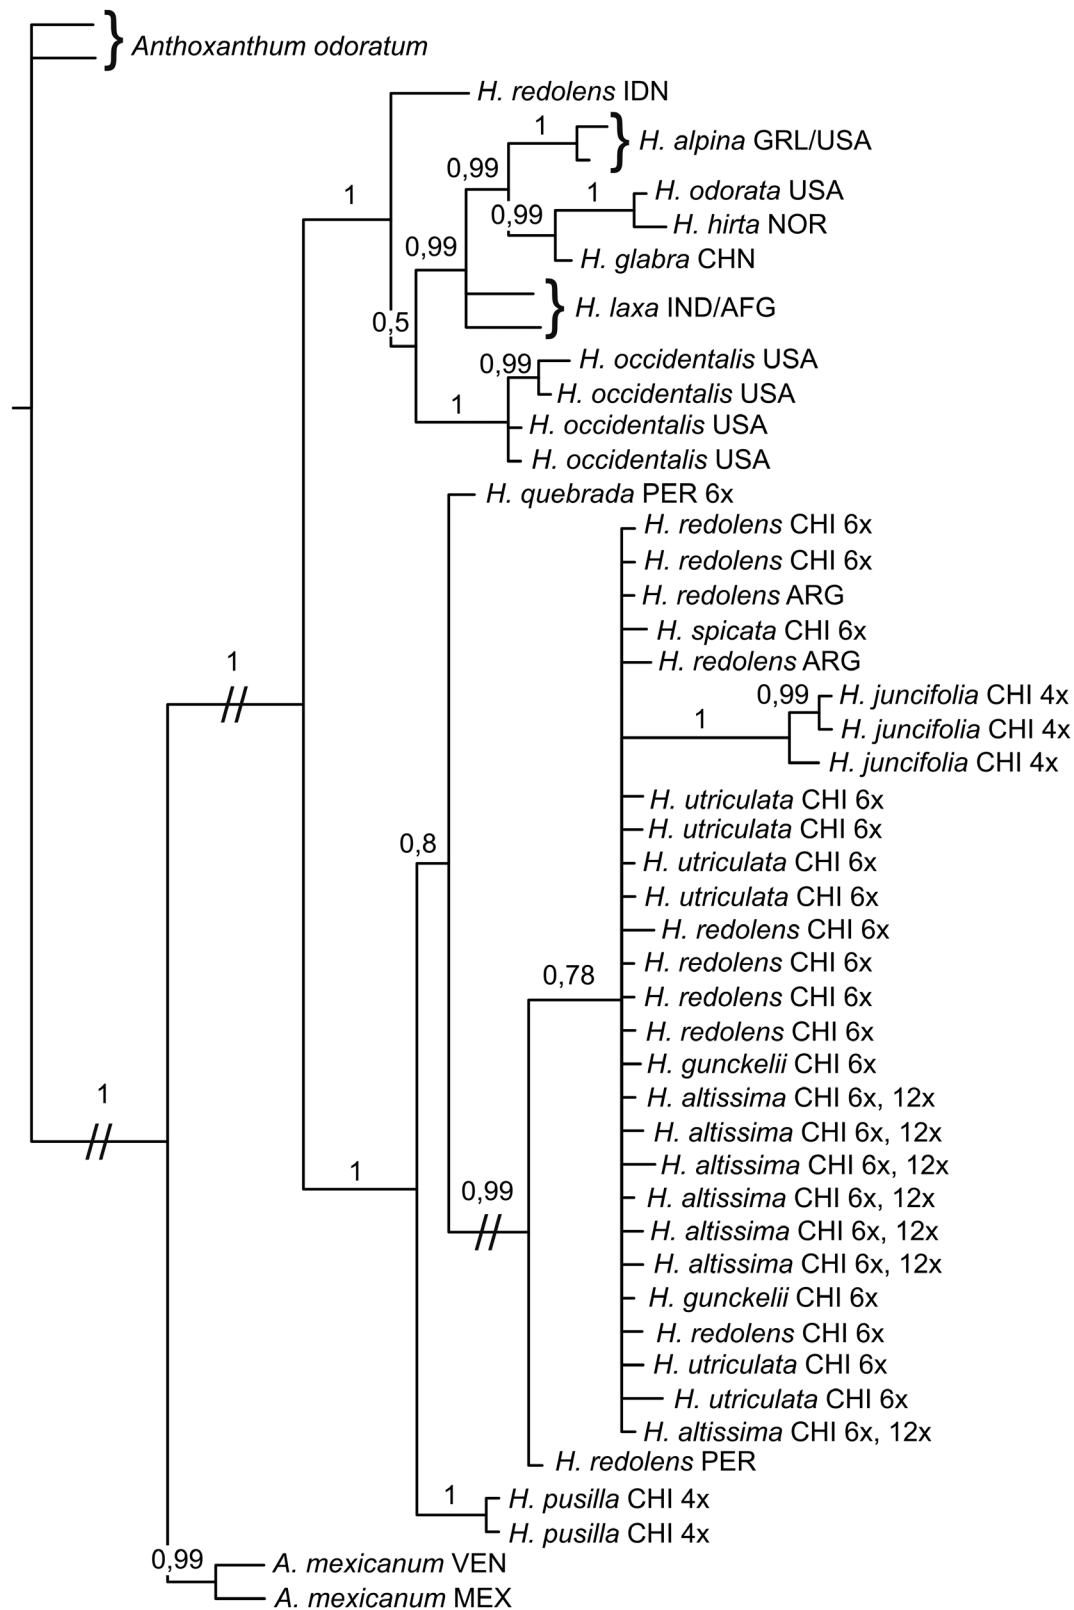 Anthoxanthum odoratum
H. redolens IDN
1
H. alpina GRL/USA
0,99
1
H. odorata USA
1
0,99
H. hirta NOR
0,99
H. glabra CHN
H. laxa IND/AFG
0,5
0,99
H. occidentalis USA
H. occidentalis USA
1
H. occidentalis USA
H. occidentalis USA
H. quebrada PER 6x
H. redolens CHI 6x
H. redolens CHI 6x
H. redolens ARG
H. spicata CHI 6x
1
H. redolens ARG
0,99
H. juncifolia CHI 4x
1
H. juncifolia CHI 4x
H. juncifolia CHI 4x
H. utriculata CHI 6x
H. utriculata CHI 6x
0,8
H. utriculata CHI 6x
H. utriculata CHI 6x
H. redolens CHI 6x
H. redolens CHI 6x
0,78
H. redolens CHI 6x
H. redolens CHI 6x
H. gunckelii CHI 6x
1
H. altissima CHI 6x, 12x
H. altissima CHI 6x, 12x
1
H. altissima CHI 6x, 12x
0,99
H. altissima CHI 6x, 12x
H. altissima CHI 6x, 12x
H. altissima CHI 6x, 12x
H. gunckelii CHI 6x
H. redolens CHI 6x
H. utriculata CHI 6x
H. utriculata CHI 6x
H. altissima CHI 6x, 12x
H. redolens PER
1
H. pusilla CHI 4x
H. pusilla CHI 4x
0,99
A. mexicanum VEN
A. mexicanum MEX